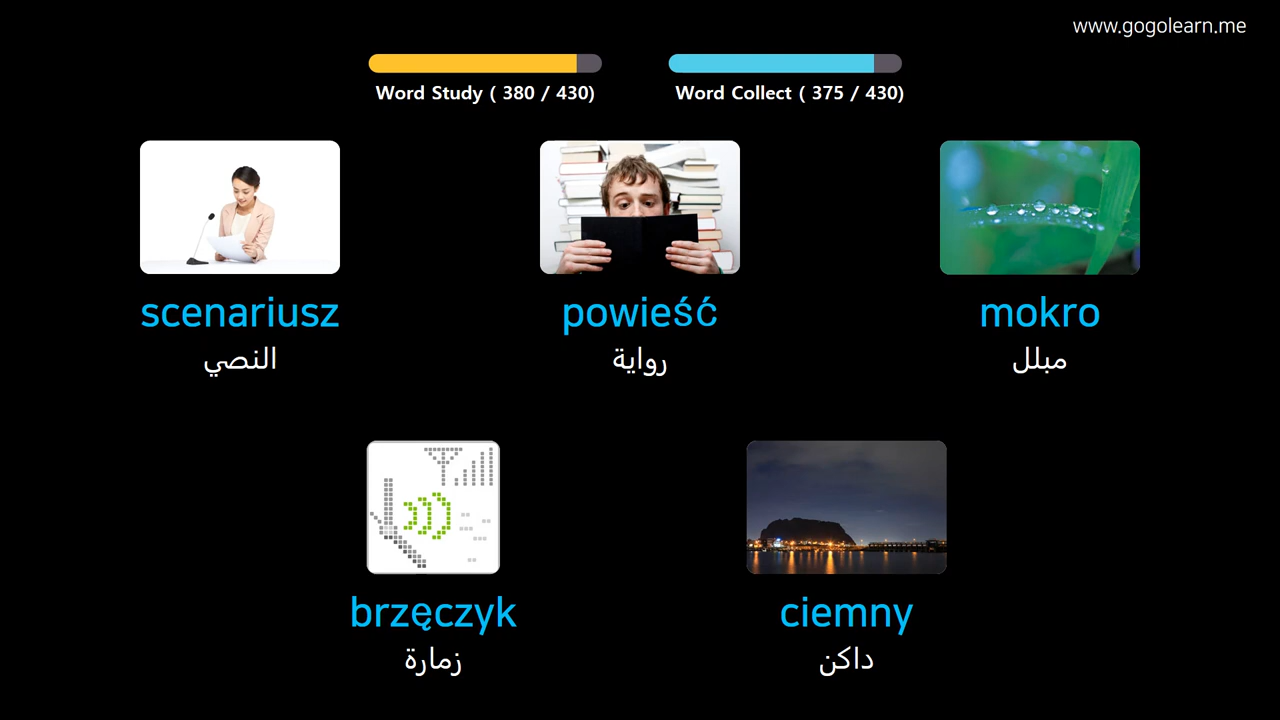 www.gogolearn.me
Word Study ( 380 / 430)
Word Collect ( 375 / 430)
scenariusz
النصي
powieść
رواية
mokro
مبلل
brzęczyk
زمارة
ciemny
داكن